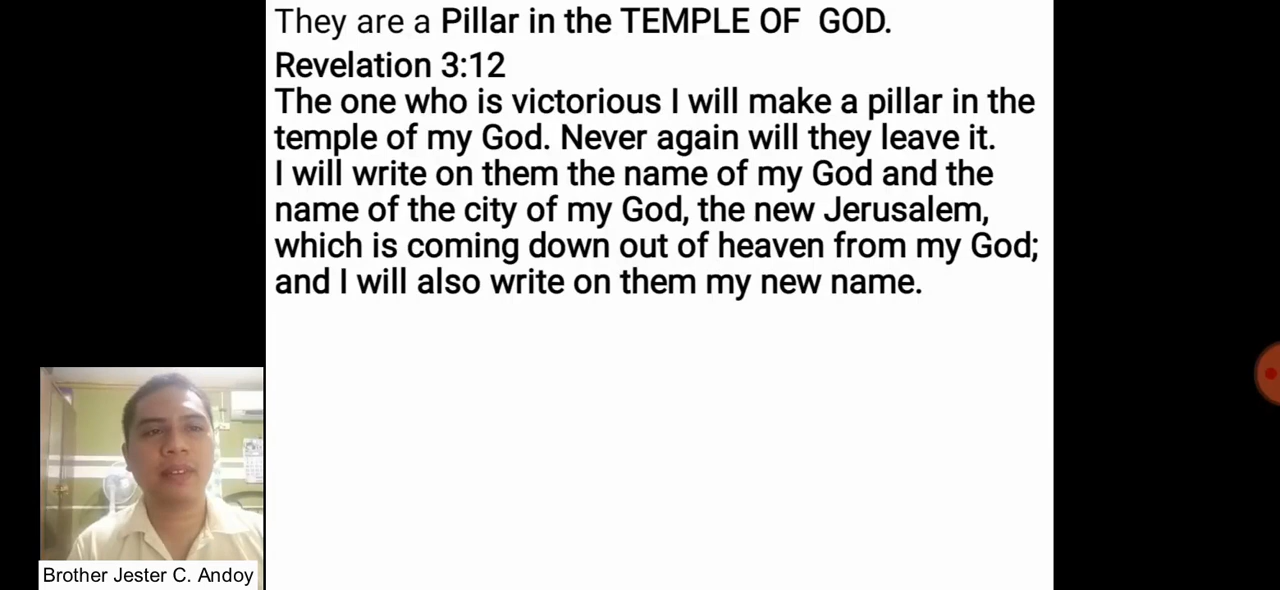 They are a Pillar in the TEMPLE OF GOD.
Revelation 3:12
The one who is victorious I will make a pillar in the
temple of my God. Never again will they leave it.
I will write on them the name of my God and the
name of the city of my God, the new Jerusalem,
which is coming down out of heaven from my God;
and I will also write on them my new name.
Brother Jester C. Andoy